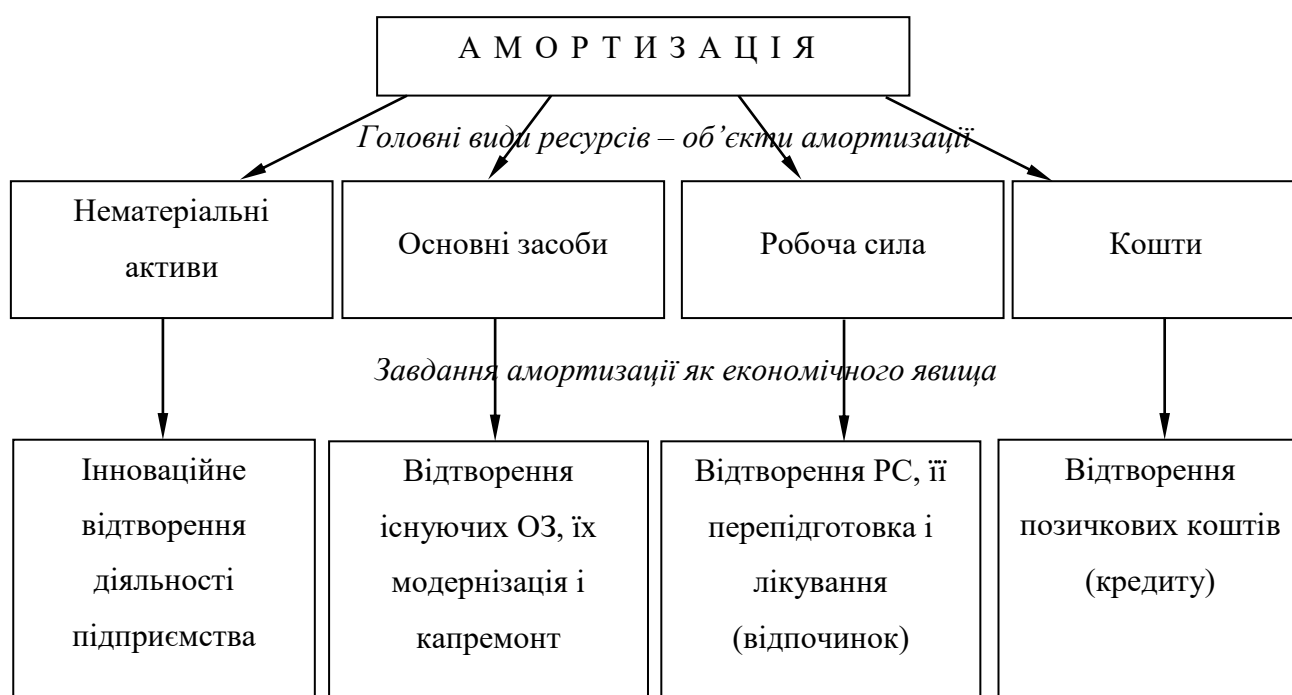 А М О Р Т И З А Ц І Я
Головні види ресурсів – об’єкти амортизації
Нематеріальні
активи
Основні засоби
Робоча сила
Кошти
Завдання амортизації як економічного явища
Інноваційне
відтворення
діяльності
підприємства
Відтворення
існуючих ОЗ, їх
модернізація і
капремонт
Відтворення РС, її
перепідготовка і
лікування
(відпочинок)
Відтворення
позичкових коштів
(кредиту)